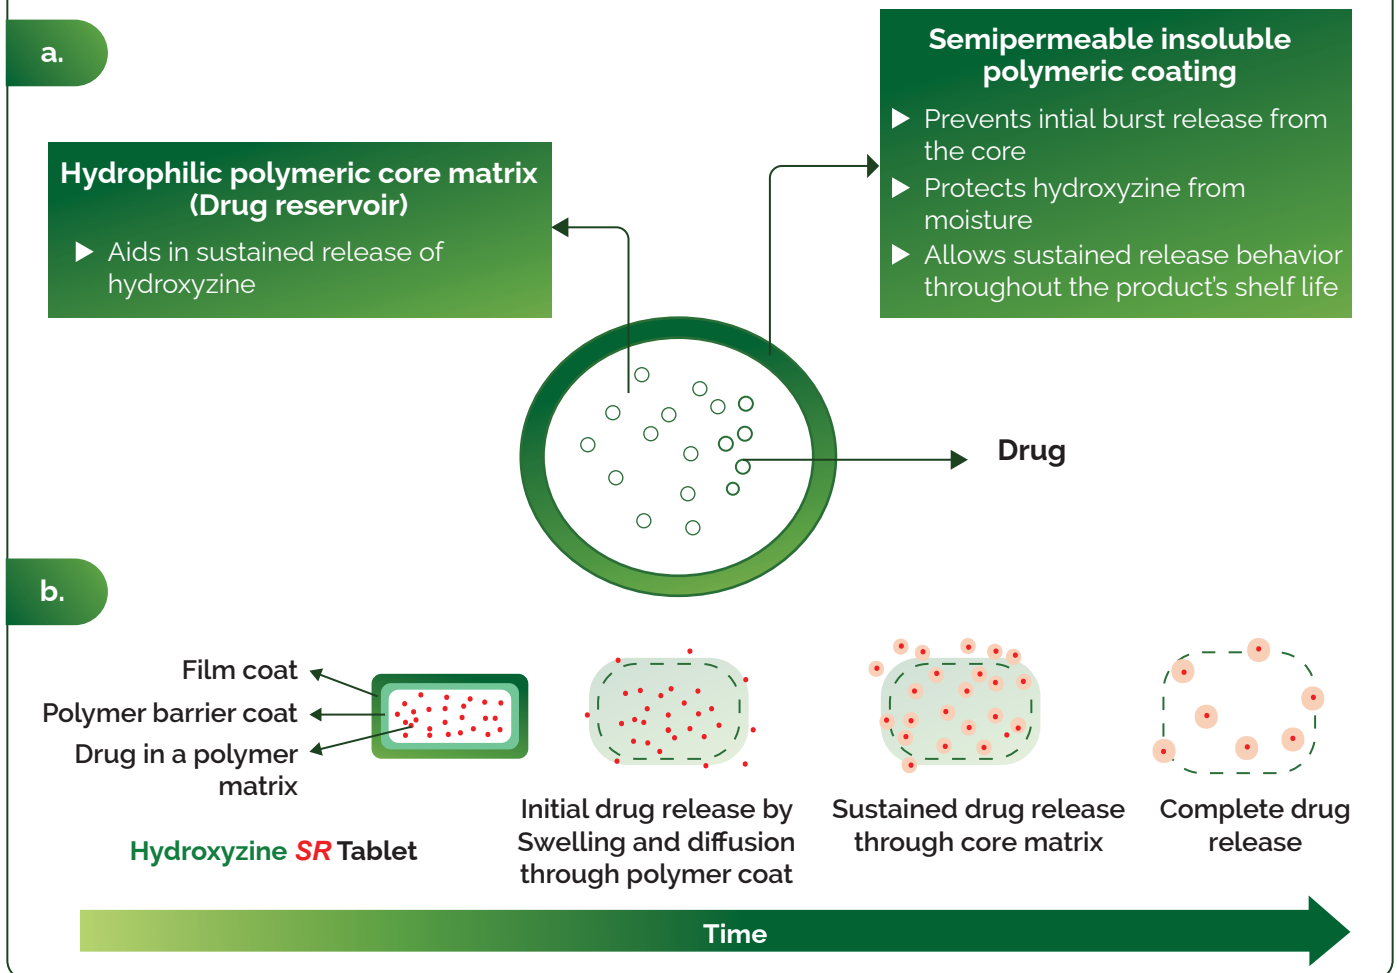 a.
Hydrophilic polymeric core matrix
(Drug reservoir)
Aids in sustained release of
hydroxyzine
Semipermeable insoluble
polymeric coating
Prevents intial burst release from
the core
Protects hydroxyzine from
moisture
Allows sustained release behavior
throughout the product's shelf life
Drug
b.
Film coat
Polymer barrier coat
Drug in a polymer
matrix
Hydroxyzine SR Tablet
Initial drug release by
Swelling and diffusion
through polymer coat
Sustained drug release
through core matrix
Complete drug
release
Time